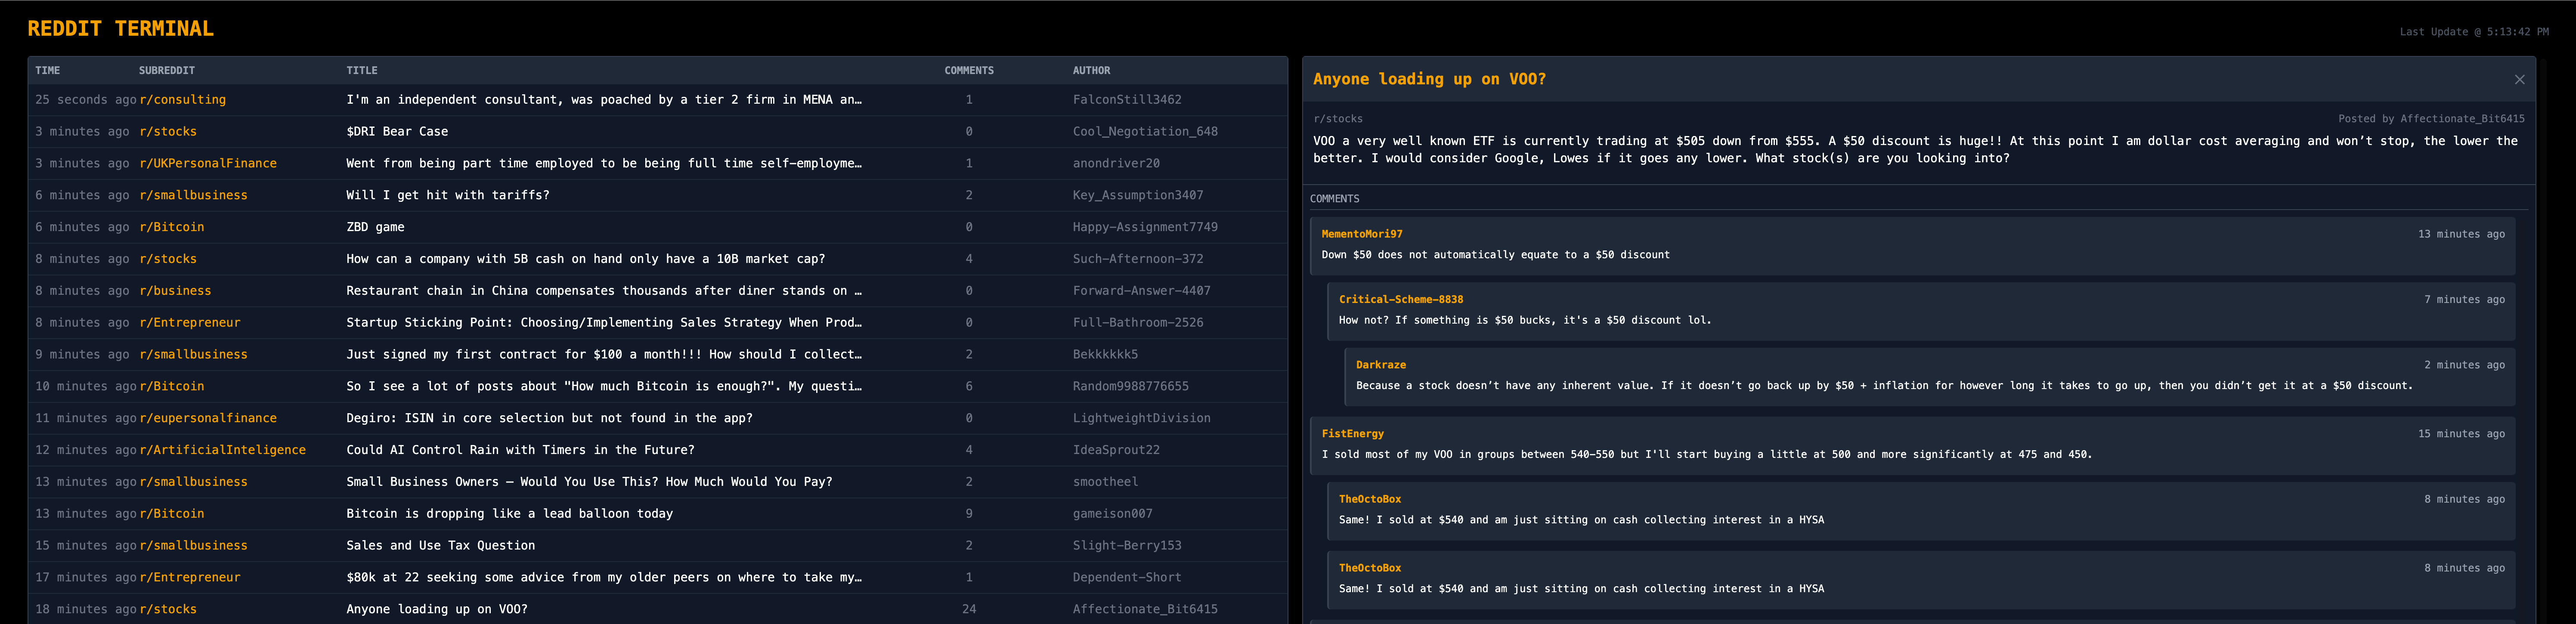 REDDIT TERMINAL
Last Update @ 5:13:42 PM
TIME SUBREDDIT TITLE COMMENTS AUTHOR
25 seconds ago r/consulting I'm an independent consultant, was poached by a tier 2 firm in MENA an… 1 FalconStill3462
3 minutes ago r/stocks $DRI Bear Case 0 Cool_Negotiation_648
3 minutes ago r/UKPersonalFinance Went from being part time employed to be being full time self-employme… 1 anondriver20
6 minutes ago r/smallbusiness Will I get hit with tariffs? 2 Key_Assumption3407
6 minutes ago r/Bitcoin ZBD game 0 Happy-Assignment7749
8 minutes ago r/stocks How can a company with 5B cash on hand only have a 10B market cap? 4 Such-Afternoon-372
8 minutes ago r/business Restaurant chain in China compensates thousands after diner stands on … 0 Forward-Answer-4407
8 minutes ago r/Entrepreneur Startup Sticking Point: Choosing/Implementing Sales Strategy When Prod… 0 Full-Bathroom-2526
9 minutes ago r/smallbusiness Just signed my first contract for $100 a month!!! How should I collect… 2 Bekkkkkk5
10 minutes ago r/Bitcoin So I see a lot of posts about "How much Bitcoin is enough?". My questi… 6 Random9988776655
11 minutes ago r/eupersonalfinance Degiro: ISIN in core selection but not found in the app? 0 LightweightDivision
12 minutes ago r/ArtificialInteligence Could AI Control Rain with Timers in the Future? 4 IdeaSprout22
13 minutes ago r/smallbusiness Small Business Owners – Would You Use This? How Much Would You Pay? 2 smootheel
13 minutes ago r/Bitcoin Bitcoin is dropping like a lead balloon today 9 gameison007
15 minutes ago r/smallbusiness Sales and Use Tax Question 2 Slight-Berry153
17 minutes ago r/Entrepreneur $80k at 22 seeking some advice from my older peers on where to take my… 1 Dependent-Short
18 minutes ago r/stocks Anyone loading up on VOO? 24 Affectionate_Bit6415
Anyone loading up on VOO?
r/stocks Posted by Affectionate_Bit6415
VOO a very well known ETF is currently trading at $505 down from $555. A $50 discount is huge!! At this point I am dollar cost averaging and won’t stop, the lower the
better. I would consider Google, Lowes if it goes any lower. What stock(s) are you looking into?
COMMENTS
MementoMori97 13 minutes ago
Down $50 does not automatically equate to a $50 discount
Critical-Scheme-8838 7 minutes ago
How not? If something is $50 bucks, it's a $50 discount lol.
Darkraze 2 minutes ago
Because a stock doesn’t have any inherent value. If it doesn’t go back up by $50 + inflation for however long it takes to go up, then you didn’t get it at a $50 discount.
FistEnergy 15 minutes ago
I sold most of my VOO in groups between 540-550 but I'll start buying a little at 500 and more significantly at 475 and 450.
TheOctoBox 8 minutes ago
Same! I sold at $540 and am just sitting on cash collecting interest in a HYSA
TheOctoBox 8 minutes ago
Same! I sold at $540 and am just sitting on cash collecting interest in a HYSA